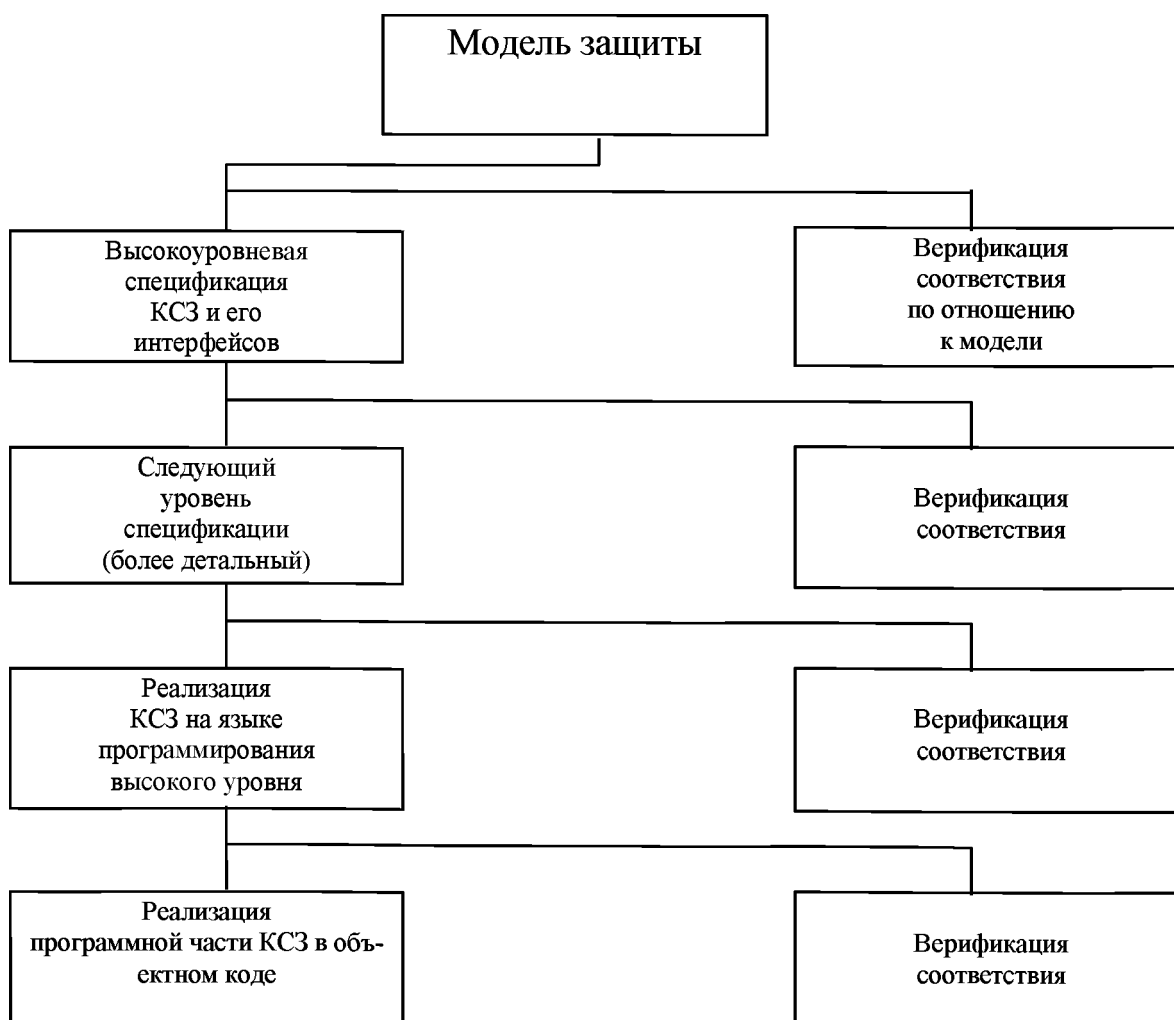 Модель защиты
Высокоуровневая
спецификация
КСЗ и его
интерфейсов
Верификация
соответствия
по отношению
к модели
Следующий
уровень
спецификации
(более детальный)
Верификация
соответствия
Реализация
КСЗ на языке
программирования
высокого уровня
Верификация
соответствия
Реализация
программной части КСЗ в объ-
ектном коде
Верификация
соответствия